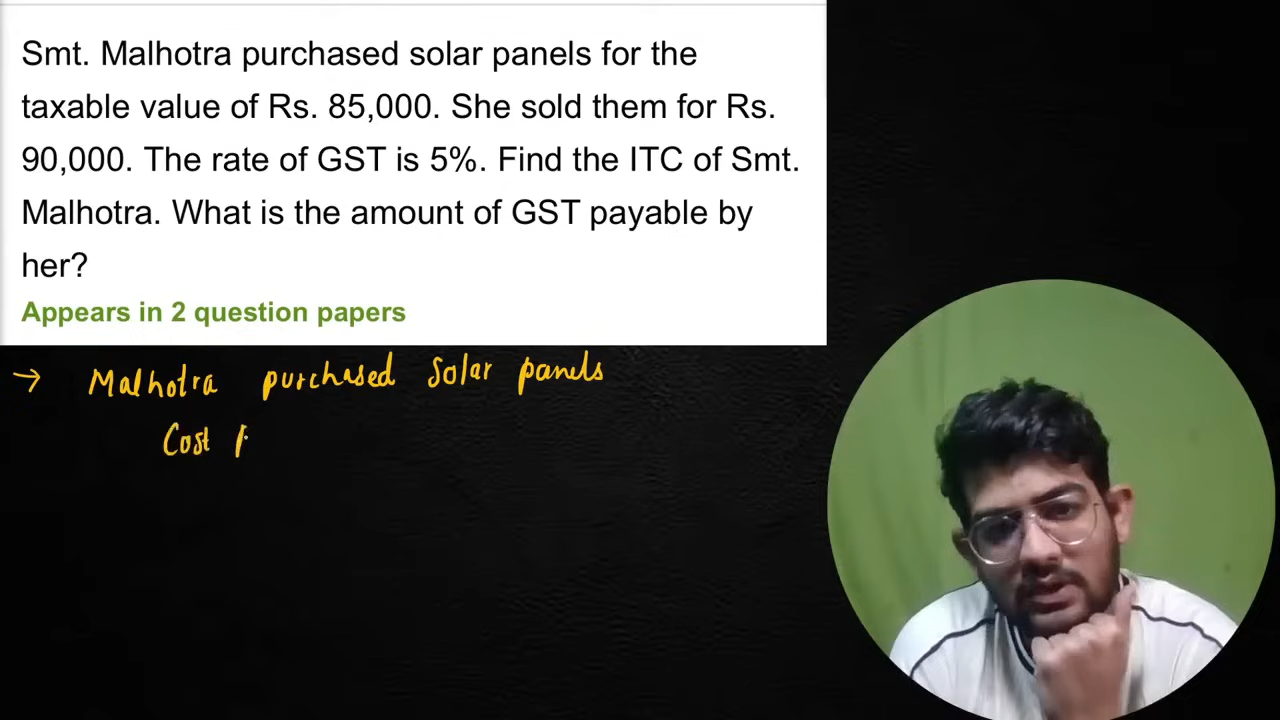 Smt. Malhotra purchased solar panels for the
taxable value of Rs. 85,000. She sold them for Rs.
90,000. The rate of GST is 5%. Find the ITC of Smt.
Malhotra. What is the amount of GST payable by
her?
Appears in 2 question papers
→ Malhotra purchased Solar panels
Cost